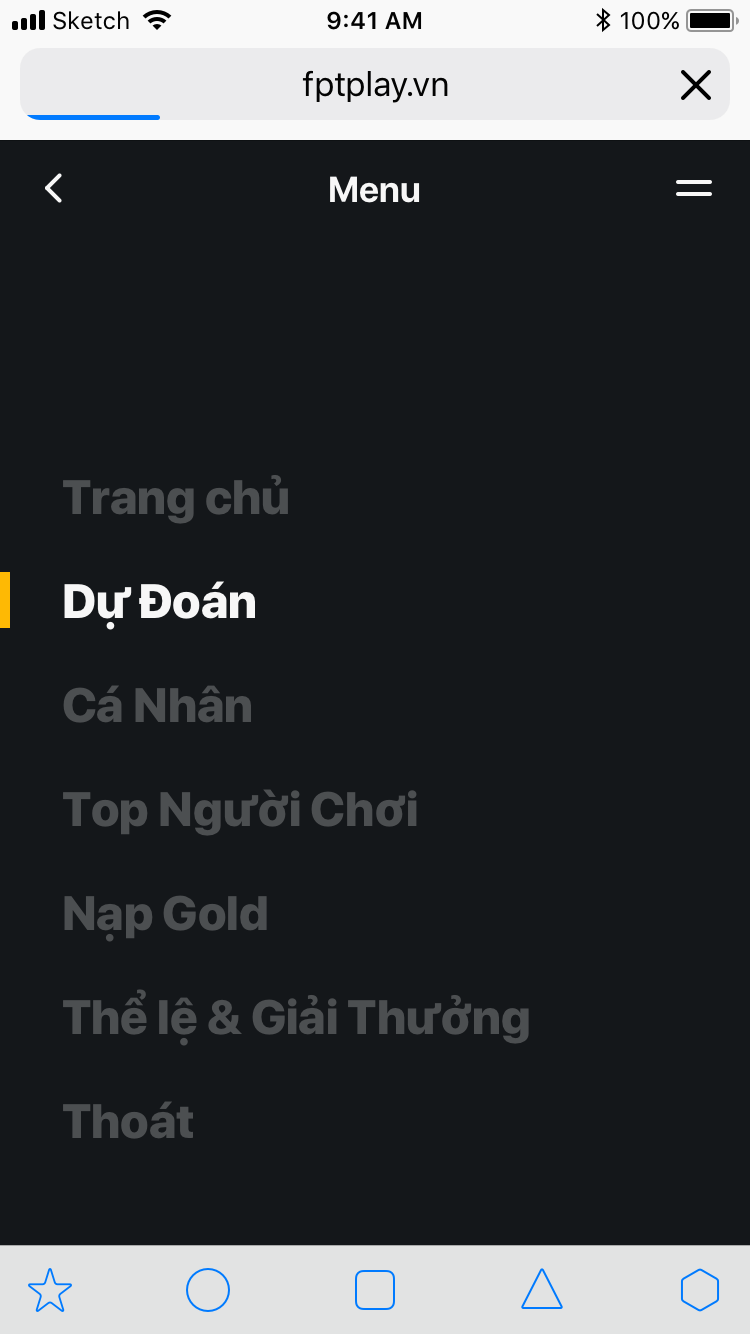 Sketch 9:41 AM 100%
fptplay.vn
Menu
Trang chủ
Dự Đoán
Cá Nhân
Top Người Chơi
Nạp Gold
Thể lệ & Giải Thưởng
Thoát